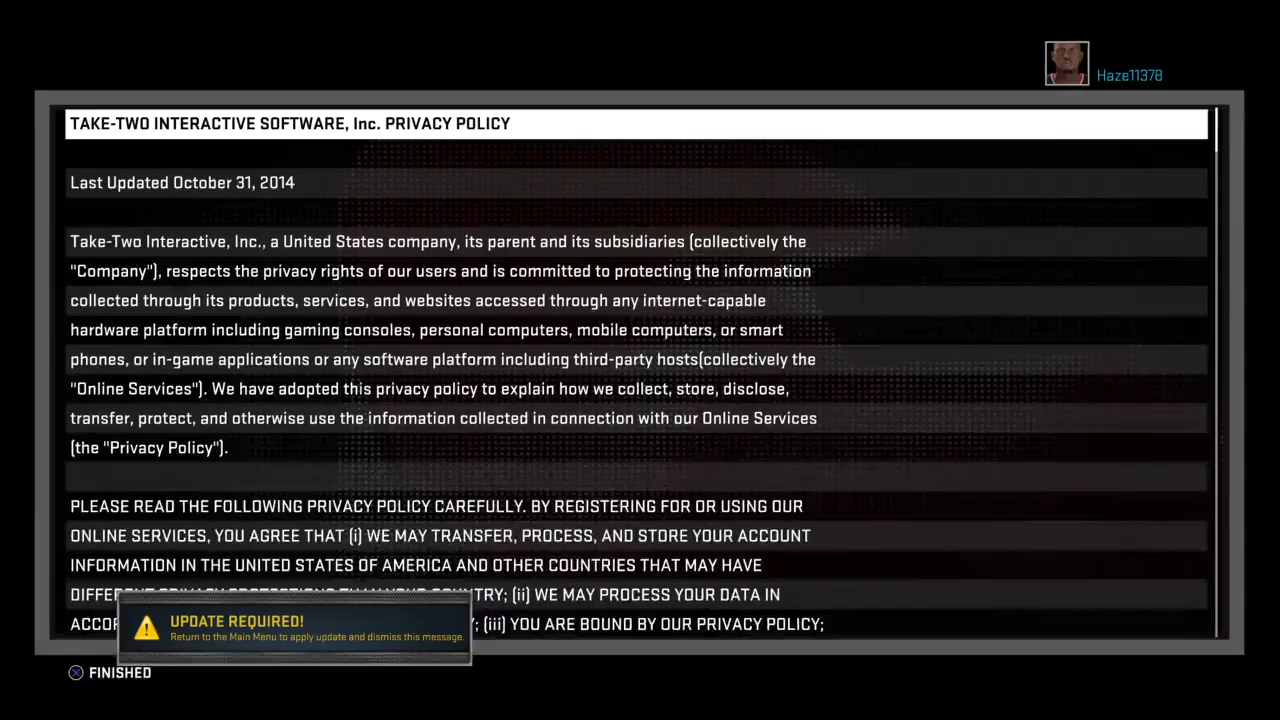 Haze11378
TAKE-TWO INTERACTIVE SOFTWARE, Inc. PRIVACY POLICY
Last Updated October 31, 2014
Take-Two Interactive, Inc., a United States company, its parent and its subsidiaries (collectively the
"Company"), respects the privacy rights of our users and is committed to protecting the information
collected through its products, services, and websites accessed through any internet-capable
hardware platform including gaming consoles, personal computers, mobile computers, or smart
phones, or in-game applications or any software platform including third-party hosts(collectively the
"Online Services"). We have adopted this privacy policy to explain how we collect, store, disclose,
transfer, protect, and otherwise use the information collected in connection with our Online Services
(the "Privacy Policy").
PLEASE READ THE FOLLOWING PRIVACY POLICY CAREFULLY. BY REGISTERING FOR OR USING OUR
ONLINE SERVICES, YOU AGREE THAT (i) WE MAY TRANSFER, PROCESS, AND STORE YOUR ACCOUNT
INFORMATION IN THE UNITED STATES OF AMERICA AND OTHER COUNTRIES THAT MAY HAVE
(ii) WE MAY PROCESS YOUR DATA IN
(iii) YOU ARE BOUND BY OUR PRIVACY POLICY;
UPDATE REQUIRED!
Return to the Main Menu to apply update and dismiss this message.
FINISHED